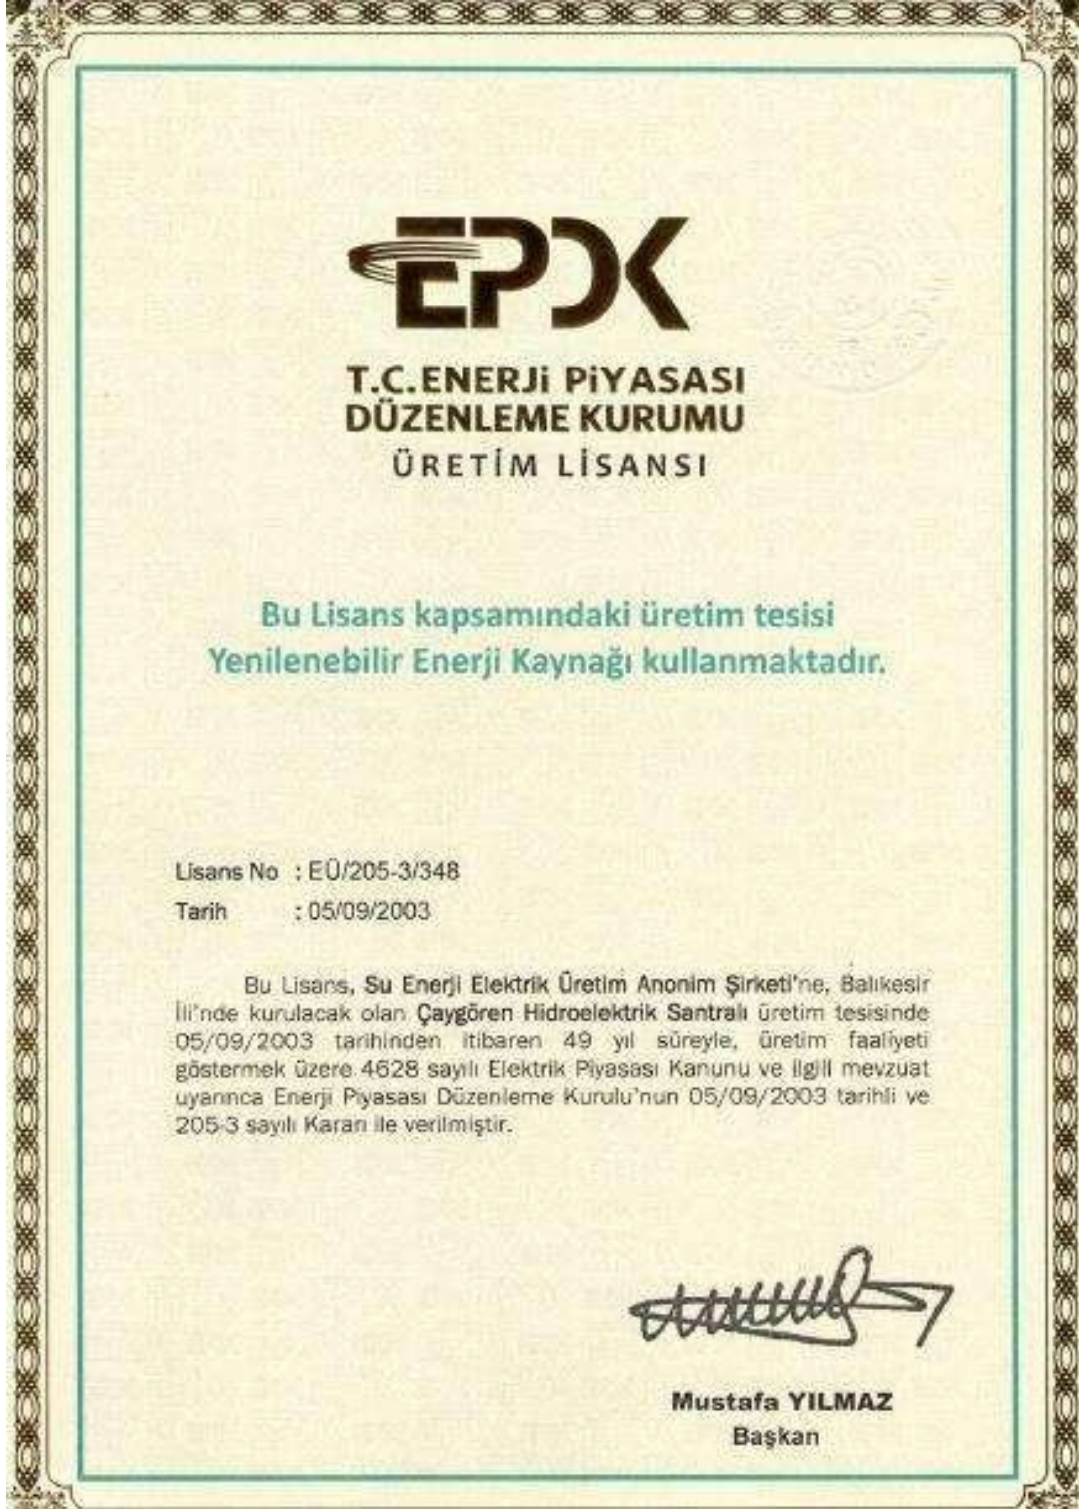 EPDK
T.C. ENERJİ PİYASASI
DÜZENLEME KURUMU
ÜRETİM LİSANSI
Bu Lisans kapsamındaki üretim tesisi
Yenilenebilir Enerji Kaynağı kullanmaktadır.
Lisans No : EÜ/205-3/348
Tarih : 05/09/2003
Bu Lisans, Su Enerji Elektrik Üretim Anonim Şirketi'ne, Balıkesir
İli'nde kurulacak olan Çaygören Hidroelektrik Santralı üretim tesisinde
05/09/2003 tarihinden itibaren 49 yıl süreyle, üretim faaliyeti
göstermek üzere 4628 sayılı Elektrik Piyasası Kanunu ve ilgili mevzuat
uyarınca Enerji Piyasası Düzenleme Kurulu'nun 05/09/2003 tarihli ve
205-3 sayılı Kararı ile verilmiştir.
Mustafa YILMAZ
Başkan